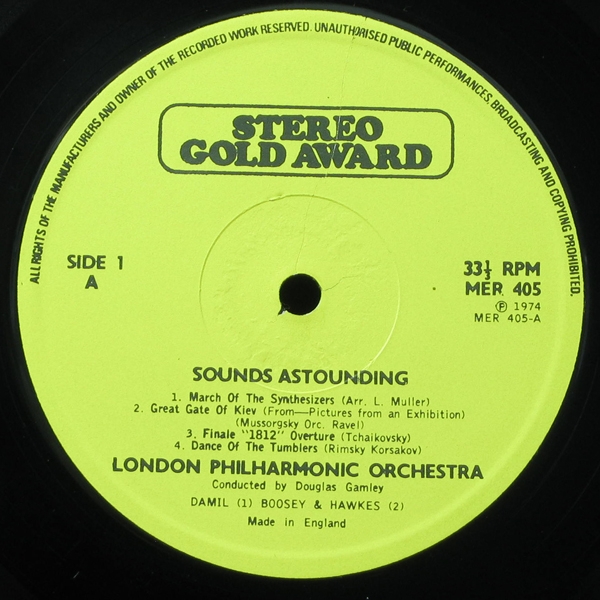 ALL RIGHTS OF THE MANUFACTURERS AND OWNER OF THE RECORDED WORK RESERVED. UNAUTHORISED PUBLIC PERFORMANCES, BROADCASTING AND COPYING PROHIBITED.
STEREO
GOLD AWARD
SIDE 1
A
33⅓ RPM
MER 405
℗ 1974
MER 405-A
SOUNDS ASTOUNDING
1. March Of The Synthesizers (Arr. L. Muller)
2. Great Gate Of Kiev (From—Pictures from an Exhibition)
(Mussorgsky Orc. Ravel)
3. Finale "1812" Overture (Tchaikovsky)
4. Dance Of The Tumblers (Rimsky Korsakov)
LONDON PHILHARMONIC ORCHESTRA
Conducted by Douglas Gamley
DAMIL (1) BOOSEY & HAWKES (2)
Made in England